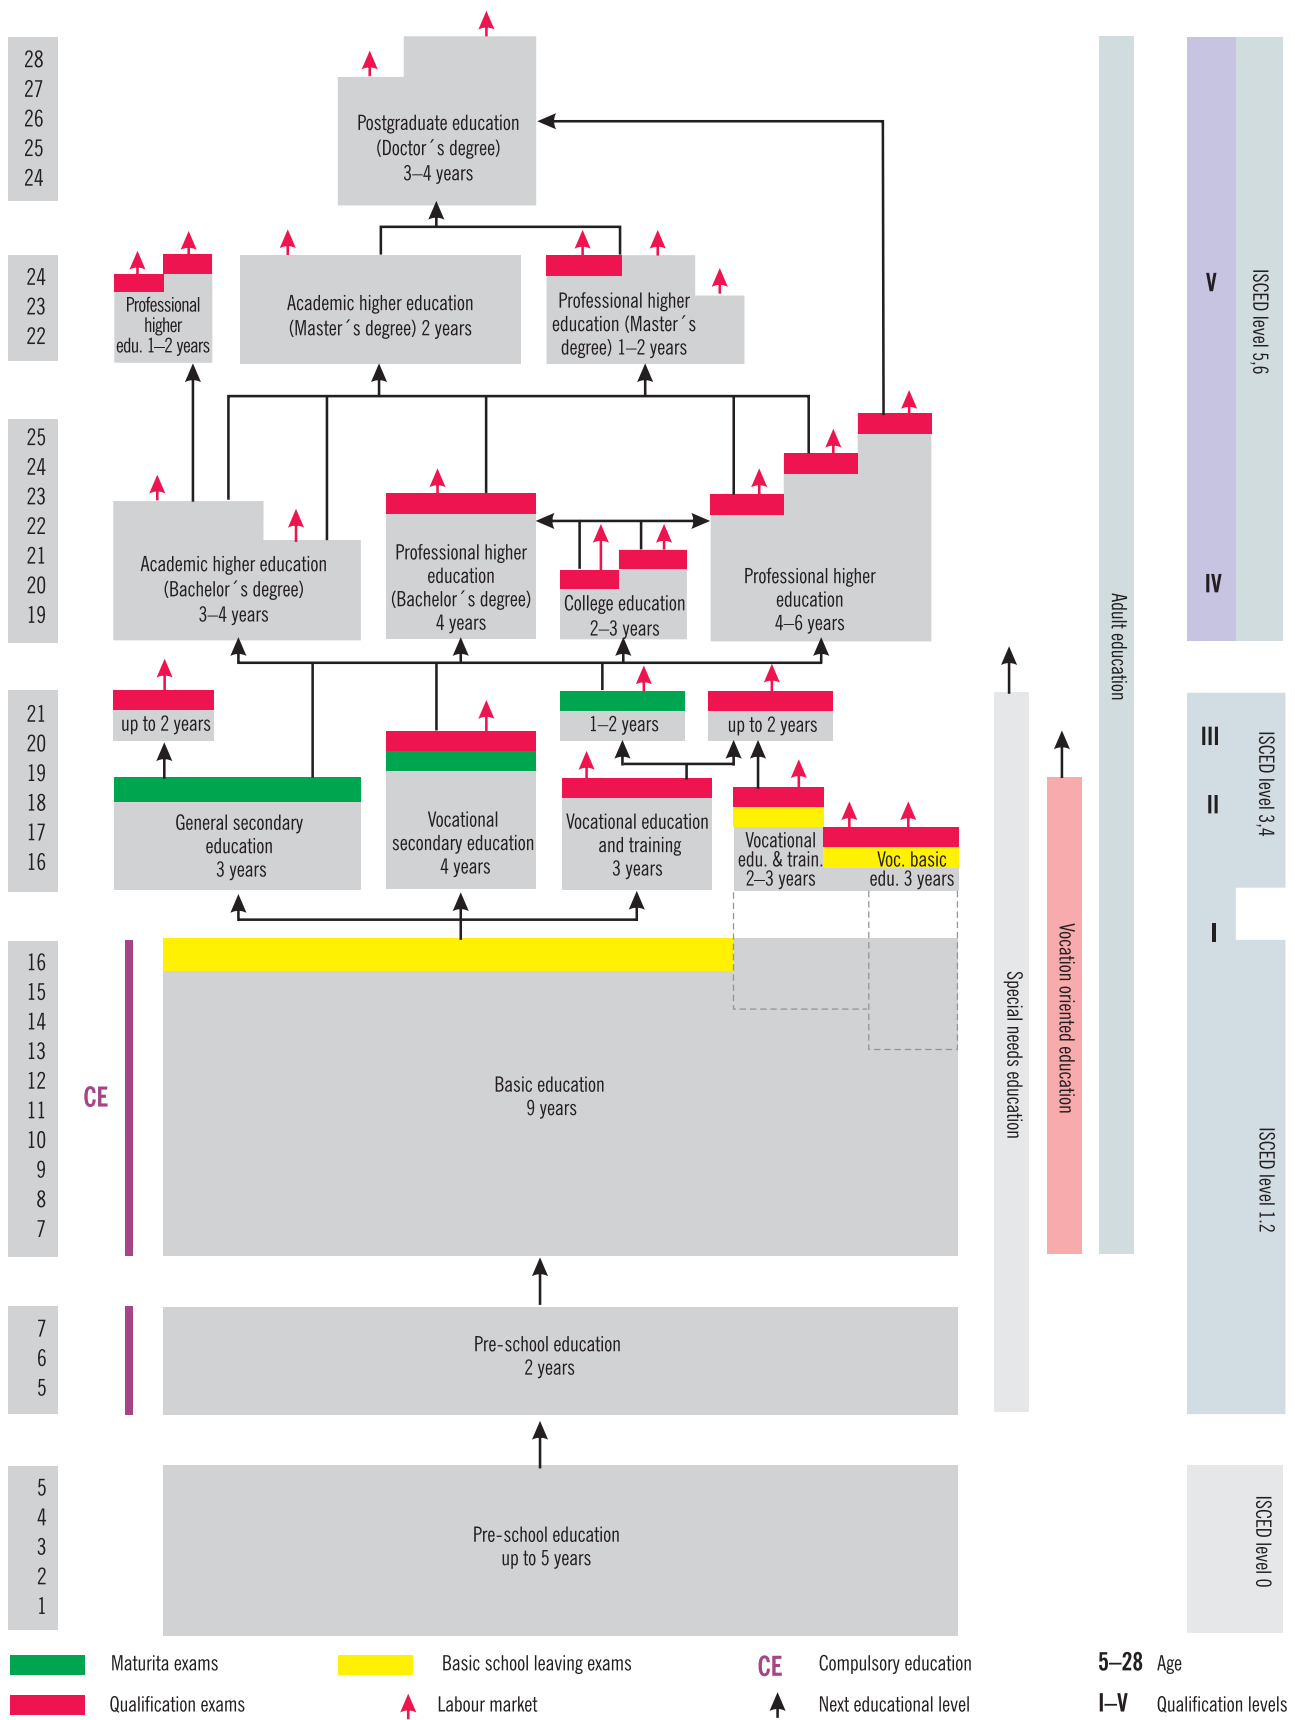 28
27
26
25
24
Postgraduate education
(Doctor´s degree)
3–4 years
24
23
22
Professional
higher
edu. 1–2 years
Academic higher education
(Master´s degree) 2 years
Professional higher
education (Master´s
degree) 1–2 years
V
ISCED level 5,6
25
24
23
22
21
20
19
Academic higher education
(Bachelor´s degree)
3–4 years
Professional higher
education
(Bachelor´s degree)
4 years
College education
2–3 years
Professional higher
education
4–6 years
IV
Adult education
21
20
19
18
17
16
up to 2 years
1–2 years
up to 2 years
General secondary
education
3 years
Vocational
secondary education
4 years
Vocational education
and training
3 years
Vocational
edu. & train.
2–3 years
Voc. basic
edu. 3 years
III
II
ISCED level 3,4
I
16
15
14
13
12
11
10
9
8
7
CE
Basic education
9 years
Special needs education
Vocation oriented education
ISCED level 1.2
7
6
5
Pre-school education
2 years
5
4
3
2
1
Pre-school education
up to 5 years
ISCED level 0
Maturita exams
Basic school leaving exams
CE Compulsory education
5–28 Age
Qualification exams
Labour market
Next educational level
I–V Qualification levels